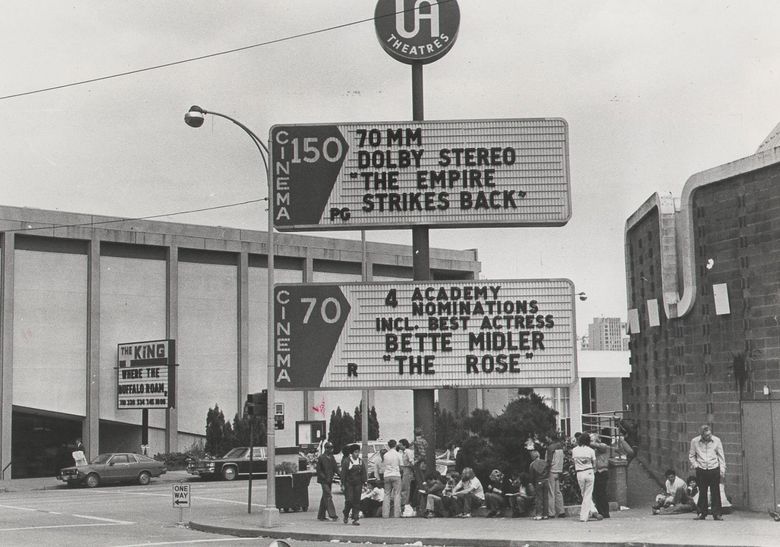 UA
THEATRES
CINEMA 150
70 MM
DOLBY STEREO
"THE EMPIRE
STRIKES BACK"
PG
CINEMA 70
4 ACADEMY
NOMINATIONS
INCL. BEST ACTRESS
BETTE MIDLER
R "THE ROSE"
THE KING
WHERE THE
BUFFALO ROAM
ONE
WAY